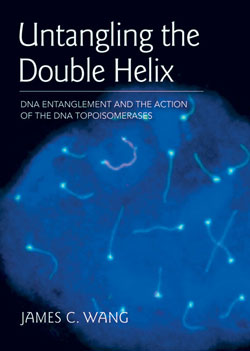 Untangling the
Double Helix
DNA ENTANGLEMENT AND THE ACTION
OF THE DNA TOPOISOMERASES
JAMES C. WANG